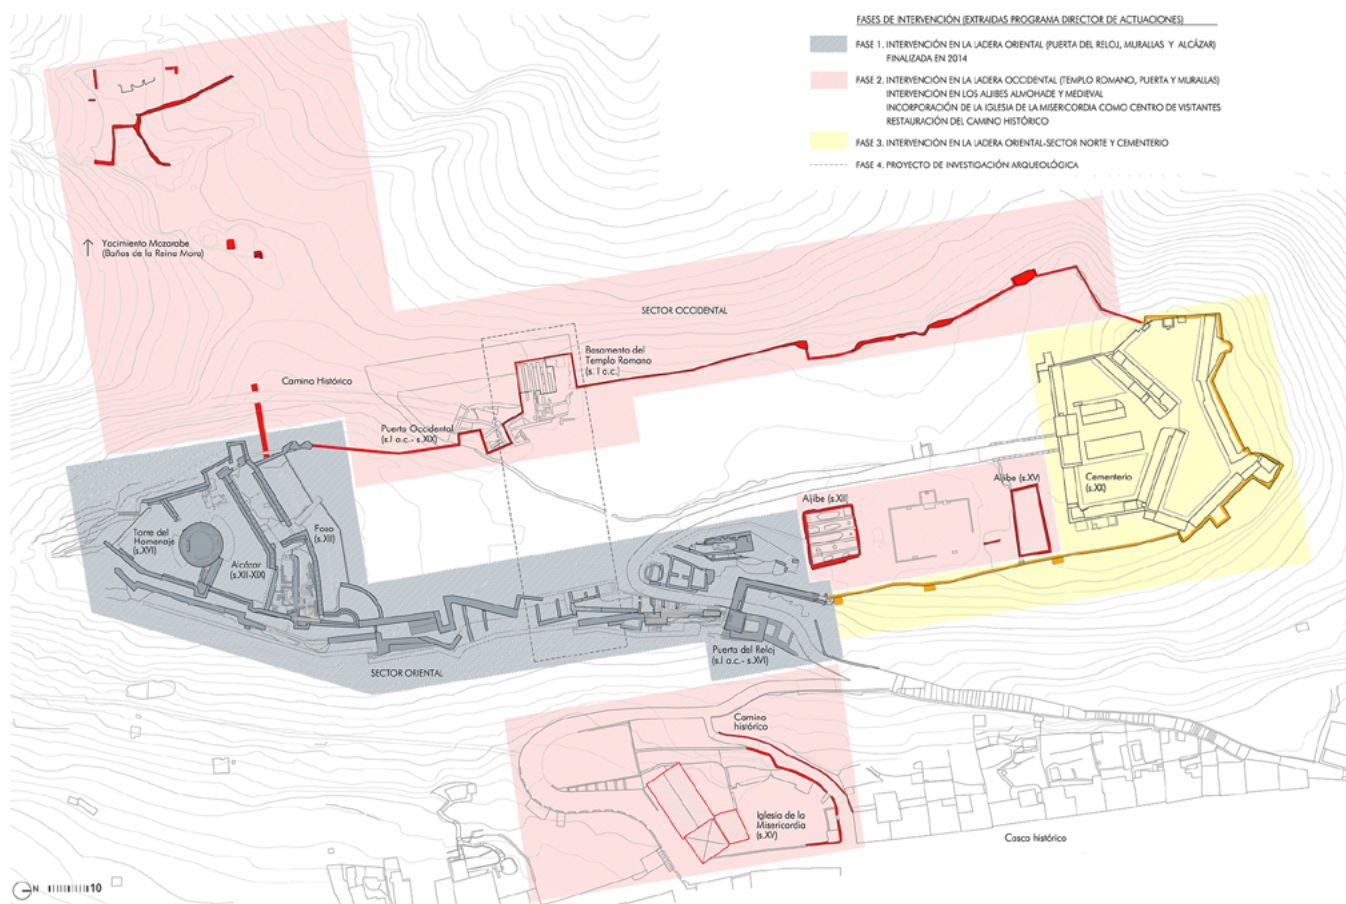 FASES DE INTERVENCIÓN (EXTRAIDAS PROGRAMA DIRECTOR DE ACTUACIONES)
FASE 1. INTERVENCIÓN EN LA LADERA ORIENTAL (PUERTA DEL RELOJ, MURALLAS Y ALCÁZAR)
FINALIZADA EN 2014
FASE 2. INTERVENCIÓN EN LA LADERA OCCIDENTAL (TEMPLO ROMANO, PUERTA Y MURALLAS)
INTERVENCIÓN EN LOS ALJIBES ALMOHADE Y MEDIEVAL
INCORPORACIÓN DE LA IGLESIA DE LA MISERICORDIA COMO CENTRO DE VISITANTES
RESTAURACIÓN DEL CAMINO HISTÓRICO
FASE 3. INTERVENCIÓN EN LA LADERA ORIENTAL-SECTOR NORTE Y CEMENTERIO
FASE 4. PROYECTO DE INVESTIGACIÓN ARQUEOLÓGICA
Yacimiento Mozarabe
(Baños de la Reina Mora)
SECTOR OCCIDENTAL
Basamento del
Templo Romano
(s. I a.c.)
Camino Histórico
Puerta Occidental
(s.I a.c.- s.XIX)
Cementerio
(s.XX)
Aljibe (s.XV)
Aljibe (s.XII)
Torre del
Homenaje
(s.XVI)
Foso
(s.XII)
Alcázar
(s.XII-XIX)
Puerta del Reloj
(s.I a.c.- s.XVI)
SECTOR ORIENTAL
Camino
histórico
Iglesia de la
Misericordia
(s.XV)
Casco histórico
N
10